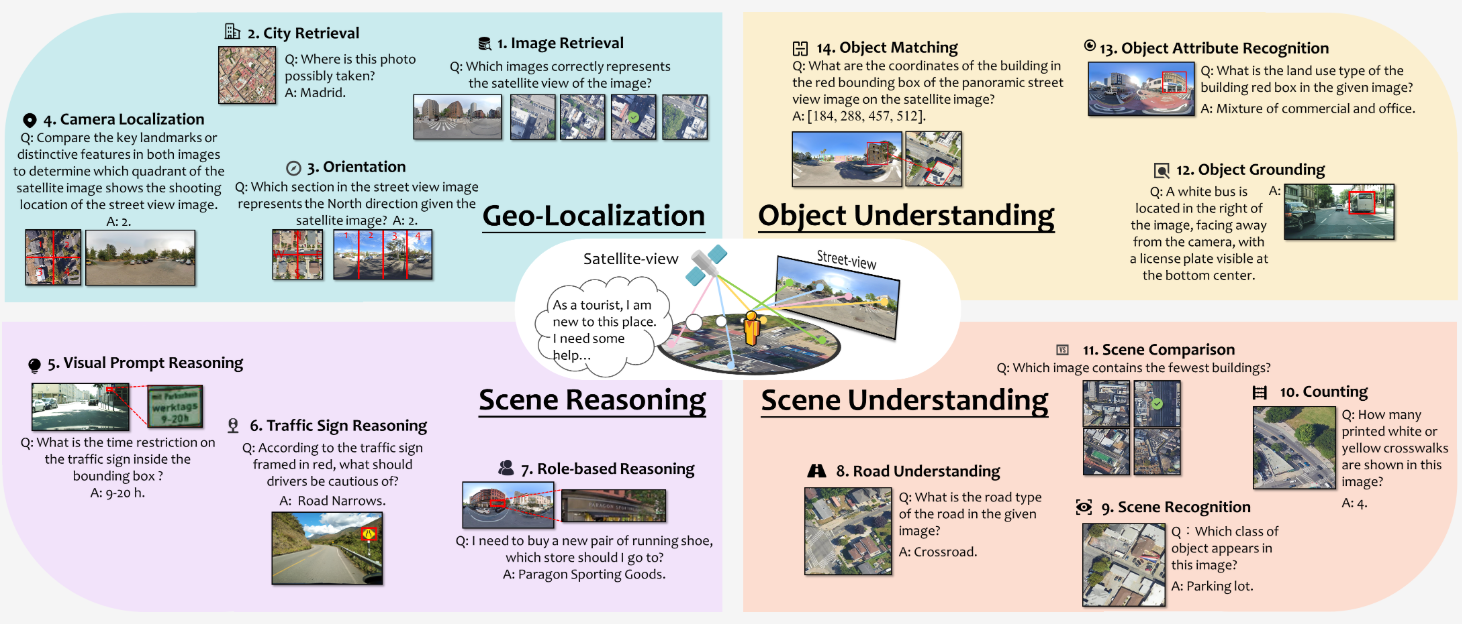 2. City Retrieval
Q: Where is this photo
possibly taken?
A: Madrid.
1. Image Retrieval
Q: Which images correctly represents
the satellite view of the image?
4. Camera Localization
Q: Compare the key landmarks or
distinctive features in both images
to determine which quadrant of the
satellite image shows the shooting
location of the street view image.
A: 2.
3. Orientation
Q: Which section in the street view image
represents the North direction given the
satellite image? A: 2.
1 2 3 4
Geo-Localization
14. Object Matching
Q: What are the coordinates of the building in
the red bounding box of the panoramic street
view image on the satellite image?
A: [184, 288, 457, 512].
13. Object Attribute Recognition
Q: What is the land use type of the
building red box in the given image?
A: Mixture of commercial and office.
12. Object Grounding
Q: A white bus is
located in the right of
the image, facing away
from the camera, with
a license plate visible at
the bottom center.
A:
Object Understanding
Satellite-view
Street-view
As a tourist, I am
new to this place.
I need some
help...
5. Visual Prompt Reasoning
mit Parkschein
werktags
9-20h
Q: What is the time restriction on
the traffic sign inside the
bounding box ?
A: 9-20 h.
6. Traffic Sign Reasoning
Q: According to the traffic sign
framed in red, what should
drivers be cautious of?
A: Road Narrows.
Scene Reasoning
7. Role-based Reasoning
PARAGON SPORTING
Q: I need to buy a new pair of running shoe,
which store should I go to?
A: Paragon Sporting Goods.
Scene Understanding
11. Scene Comparison
Q: Which image contains the fewest buildings?
10. Counting
Q: How many
printed white or
yellow crosswalks
are shown in this
image?
A: 4.
8. Road Understanding
Q: What is the road type
of the road in the given
image?
A: Crossroad.
9. Scene Recognition
Q : Which class of
object appears in
this image?
A: Parking lot.